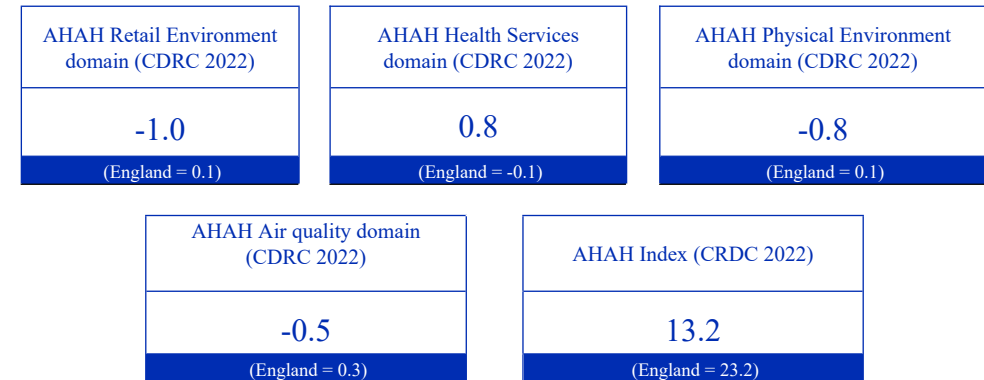 AHAH Retail Environment
domain (CDRC 2022)
-1.0
(England = 0.1)
AHAH Health Services
domain (CDRC 2022)
0.8
(England = -0.1)
AHAH Physical Environment
domain (CDRC 2022)
-0.8
(England = 0.1)
AHAH Air quality domain
(CDRC 2022)
-0.5
(England = 0.3)
AHAH Index (CRDC 2022)
13.2
(England = 23.2)